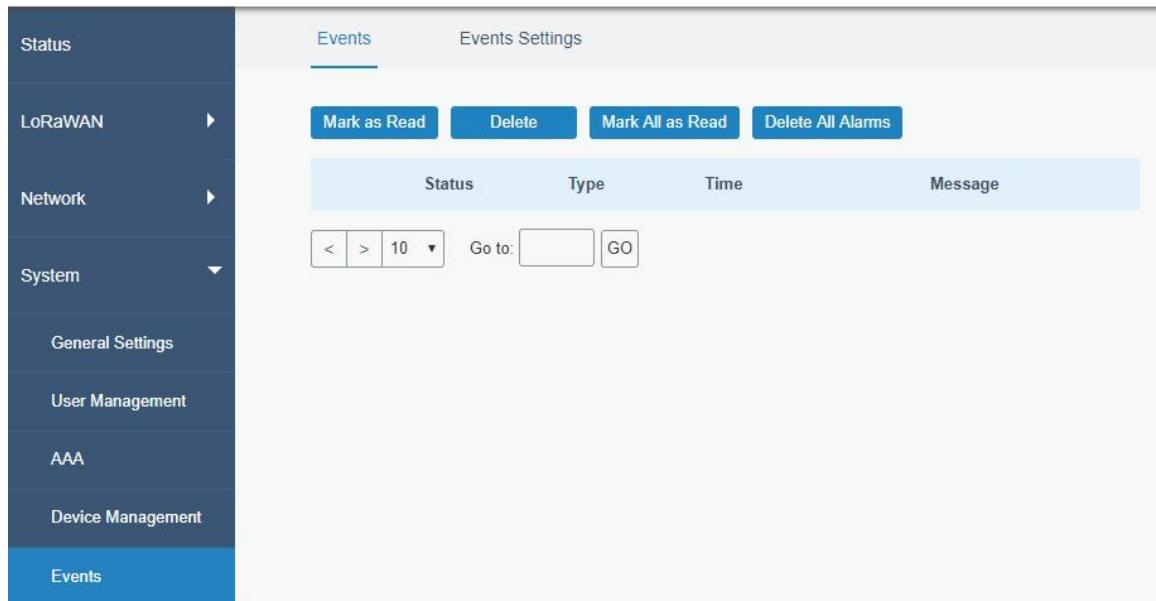 Status
LoRaWAN
Network
System
General Settings
User Management
AAA
Device Management
Events
Events Events Settings
Mark as Read Delete Mark All as Read Delete All Alarms
Status Type Time Message
< > 10 Go to: GO